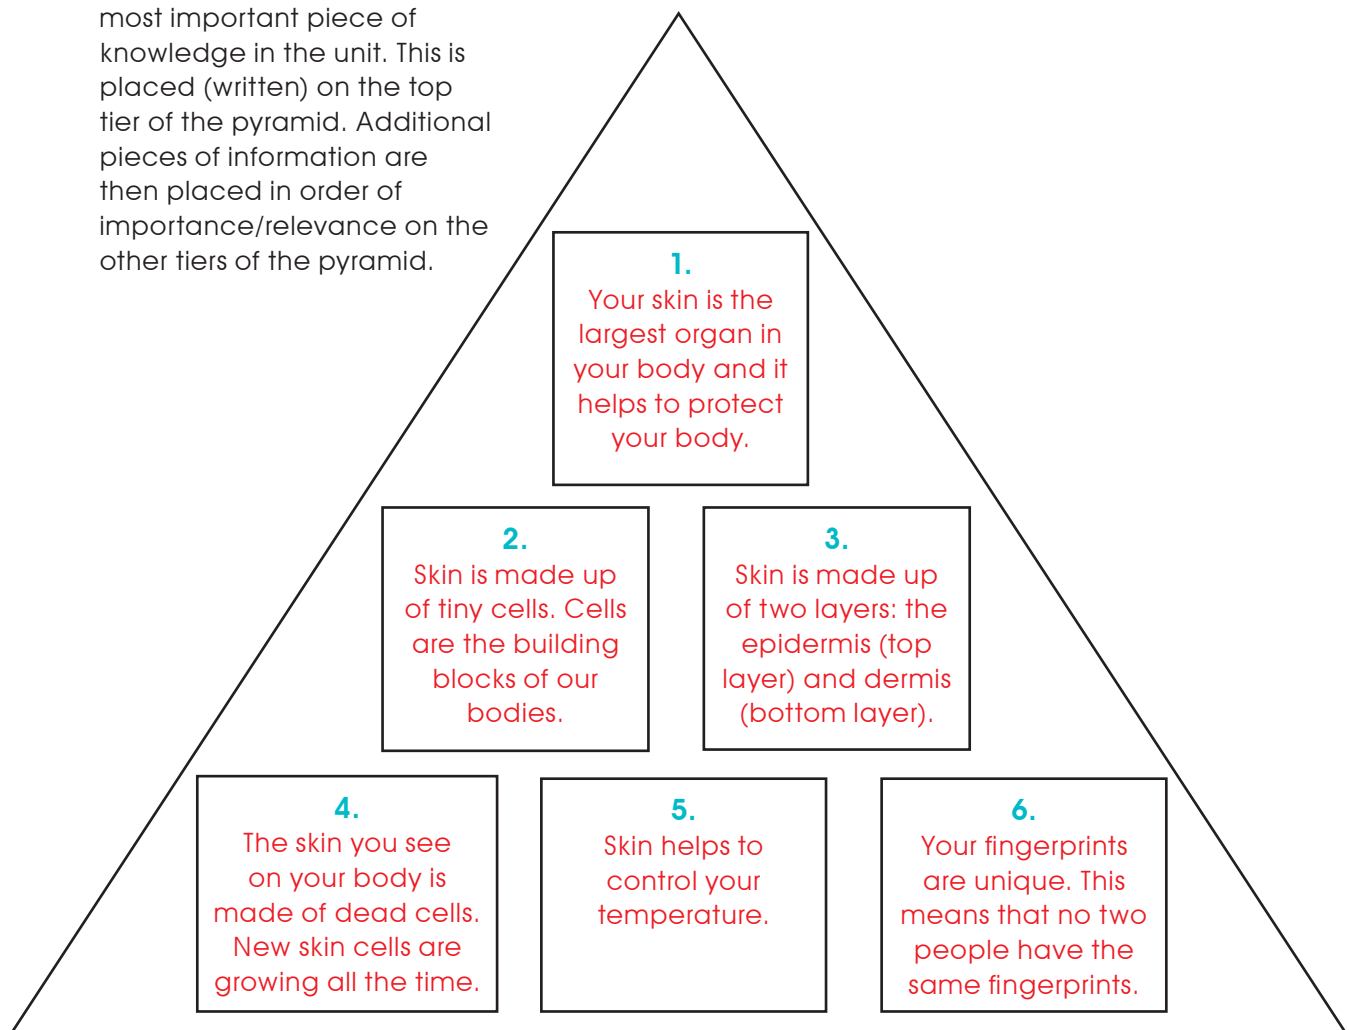 most important piece of
knowledge in the unit. This is
placed (written) on the top
tier of the pyramid. Additional
pieces of information are
then placed in order of
importance/relevance on the
other tiers of the pyramid.
1.
Your skin is the
largest organ in
your body and it
helps to protect
your body.
2.
Skin is made up
of tiny cells. Cells
are the building
blocks of our
bodies.
3.
Skin is made up
of two layers: the
epidermis (top
layer) and dermis
(bottom layer).
4.
The skin you see
on your body is
made of dead cells.
New skin cells are
growing all the time.
5.
Skin helps to
control your
temperature.
6.
Your fingerprints
are unique. This
means that no two
people have the
same fingerprints.